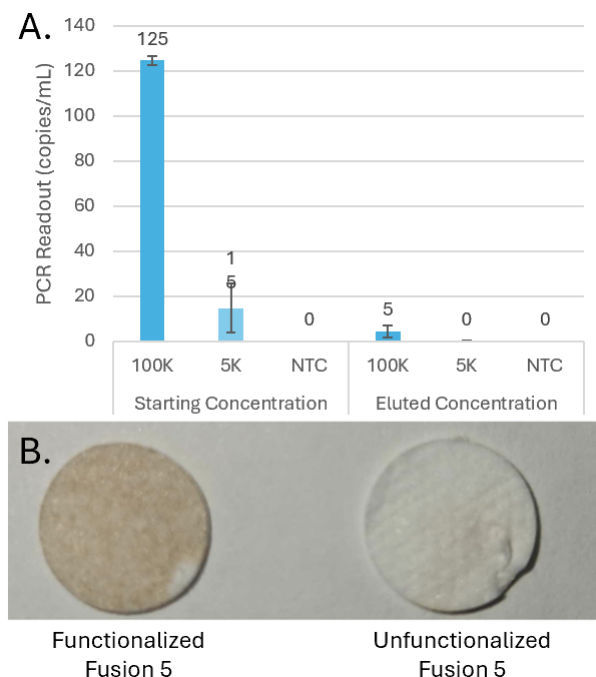 A.
PCR Readout (copies/mL)
140
120
100
80
60
40
20
0
125
1
5
0
5
0
0
100K 5K NTC 100K 5K NTC
Starting Concentration Eluted Concentration
B.
Functionalized
Fusion 5
Unfunctionalized
Fusion 5